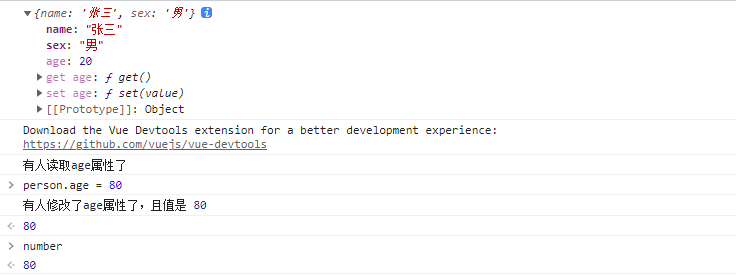 {name: '张三', sex: '男'}
name: "张三"
sex: "男"
age: 20
get age: ƒ get()
set age: ƒ set(value)
[[Prototype]]: Object
Download the Vue Devtools extension for a better development experience:
https://github.com/vuejs/vue-devtools
有人读取age属性了
person.age = 80
有人修改了age属性了，且值是 80
80
number
80